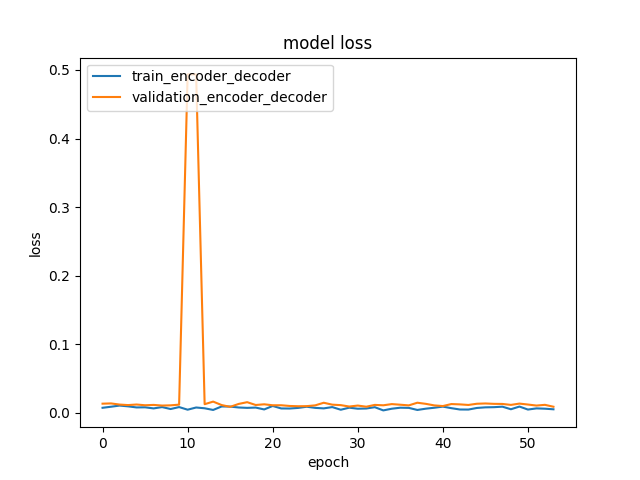 model loss
train_encoder_decoder
validation_encoder_decoder
0.5
0.4
0.3
0.2
0.1
0.0
loss
0 10 20 30 40 50
epoch